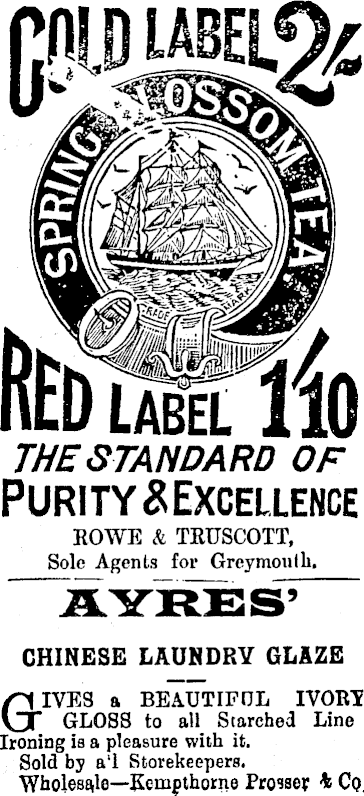 GOLD LABEL 2/-
SPRING BLOSSOM TEA
TRADE MARK
RED LABEL 1/10
THE STANDARD OF
PURITY & EXCELLENCE
ROWE & TRUSCOTT,
Sole Agents for Greymouth.
AYRES'
CHINESE LAUNDRY GLAZE
GIVES a BEAUTIFUL IVORY
GLOSS to all Starched Line
Ironing is a pleasure with it.
Sold by a'l Storekeepers.
Wholesale—Kempthorne Prosser & Co